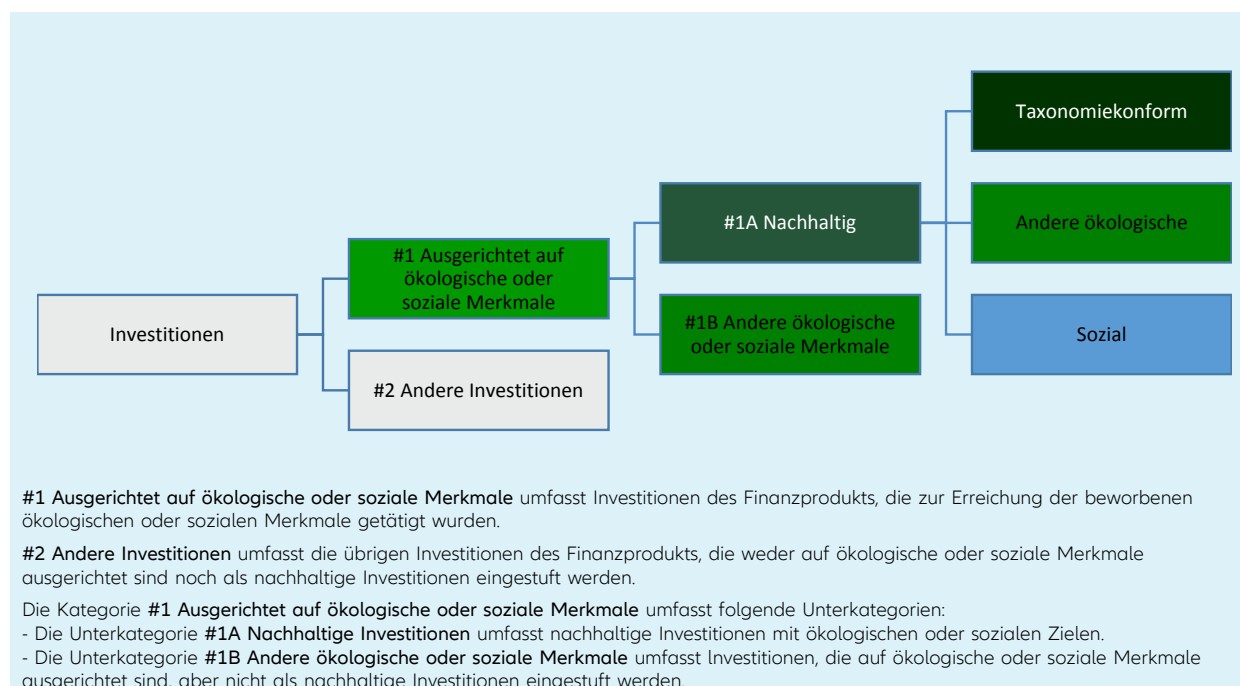 Taxonomiekonform
#1A Nachhaltig
Andere ökologische
#1 Ausgerichtet auf
ökologische oder
soziale Merkmale
Investitionen
#1B Andere ökologische
oder soziale Merkmale
Sozial
#2 Andere Investitionen
#1 Ausgerichtet auf ökologische oder soziale Merkmale umfasst Investitionen des Finanzprodukts, die zur Erreichung der beworbenen
ökologischen oder sozialen Merkmale getätigt wurden.
#2 Andere Investitionen umfasst die übrigen Investitionen des Finanzprodukts, die weder auf ökologische oder soziale Merkmale
ausgerichtet sind noch als nachhaltige Investitionen eingestuft werden.
Die Kategorie #1 Ausgerichtet auf ökologische oder soziale Merkmale umfasst folgende Unterkategorien:
- Die Unterkategorie #1A Nachhaltige Investitionen umfasst nachhaltige Investitionen mit ökologischen oder sozialen Zielen.
- Die Unterkategorie #1B Andere ökologische oder soziale Merkmale umfasst Investitionen, die auf ökologische oder soziale Merkmale
ausgerichtet sind, aber nicht als nachhaltige Investitionen eingestuft werden.